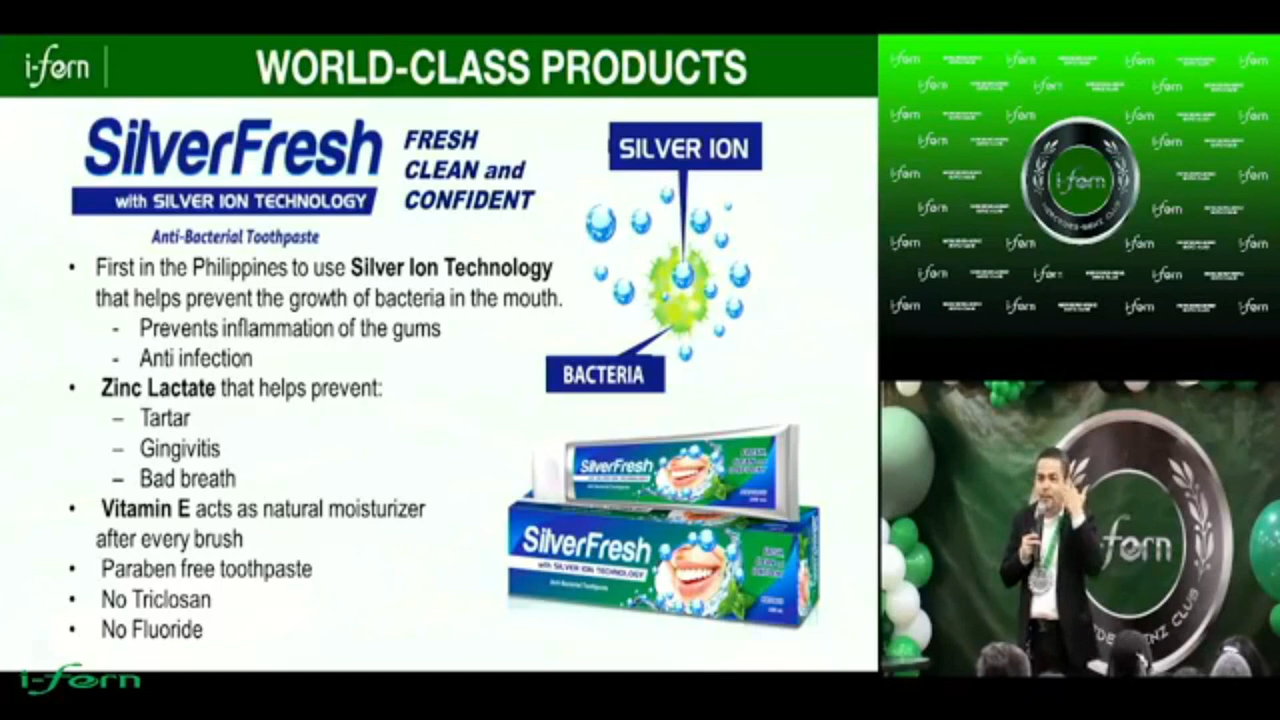 i-fern
WORLD-CLASS PRODUCTS
SilverFresh
with SILVER ION TECHNOLOGY
Anti-Bacterial Toothpaste
FRESH
CLEAN and
CONFIDENT
SILVER ION
BACTERIA
• First in the Philippines to use Silver Ion Technology
that helps prevent the growth of bacteria in the mouth.
- Prevents inflammation of the gums
- Anti infection
• Zinc Lactate that helps prevent:
– Tartar
– Gingivitis
– Bad breath
• Vitamin E acts as natural moisturizer
after every brush
• Paraben free toothpaste
• No Triclosan
• No Fluoride
SilverFresh
SilverFresh
with SILVER ION TECHNOLOGY
Anti-Bacterial Toothpaste
i-fern
i-fern
MERCEDES-BENZ CLUB
i-fern